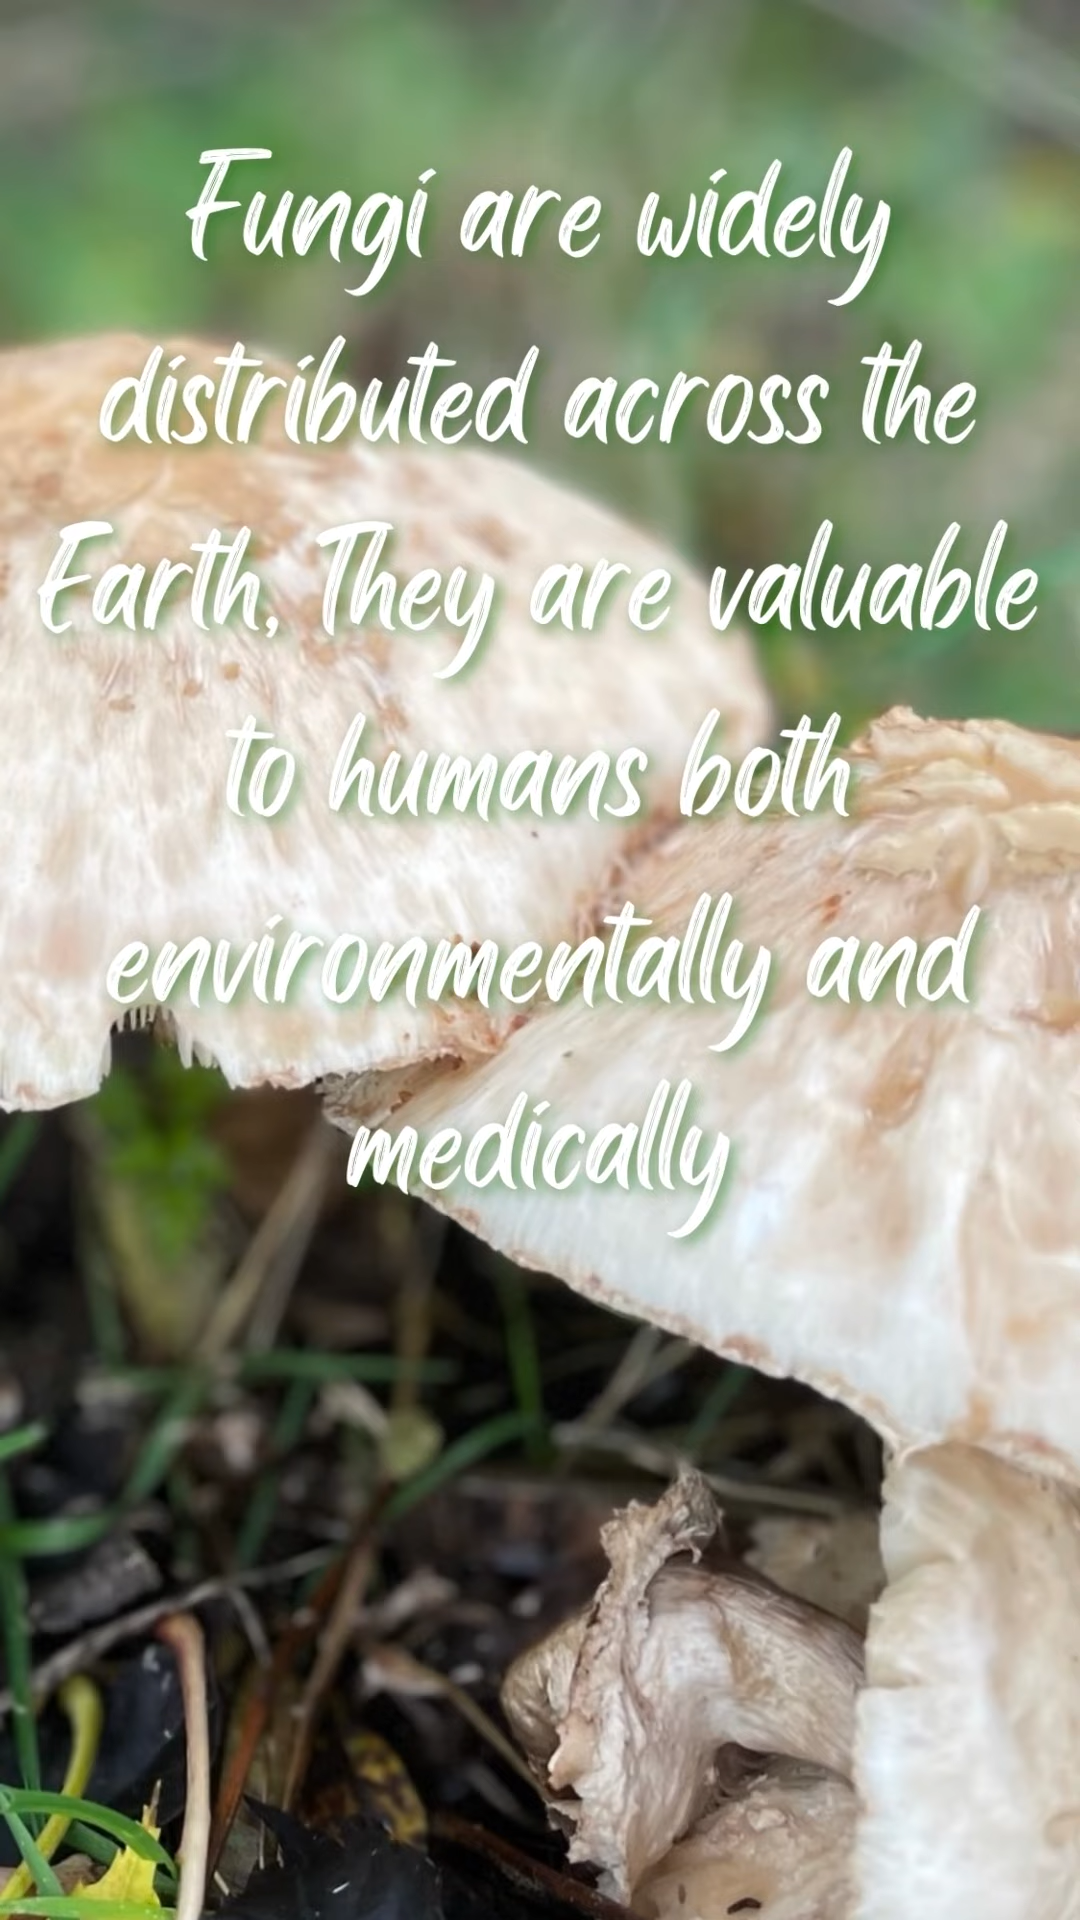 Fungi are widely
distributed across the
Earth, They are valuable
to humans both
environmentally and
medically